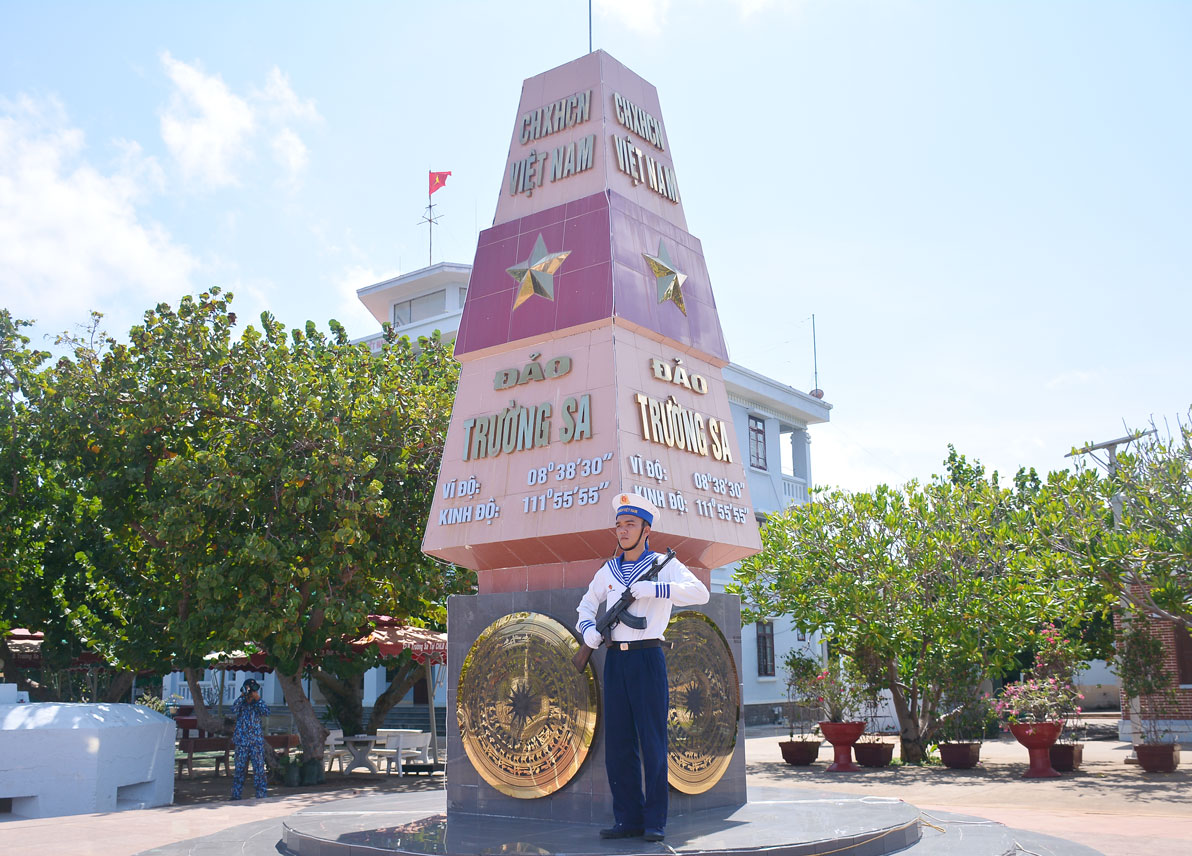 CHXHCN
VIỆT NAM
ĐẢO
TRƯỜNG SA
VĨ ĐỘ: 08° 38' 30"
KINH ĐỘ: 111° 55' 55"
CHXHCN
VIỆT NAM
ĐẢO
TRƯỜNG SA
VĨ ĐỘ: 08° 38' 30"
KINH ĐỘ: 111° 55' 55"